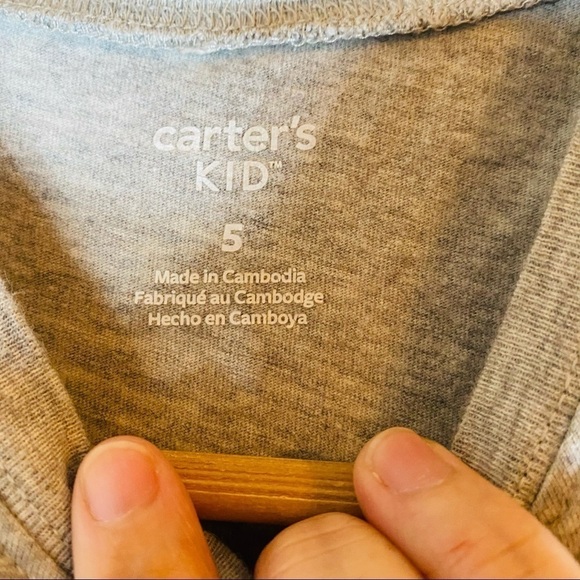 carter's
KID™
5
Made in Cambodia
Fabriqué au Cambodge
Hecho en Camboya